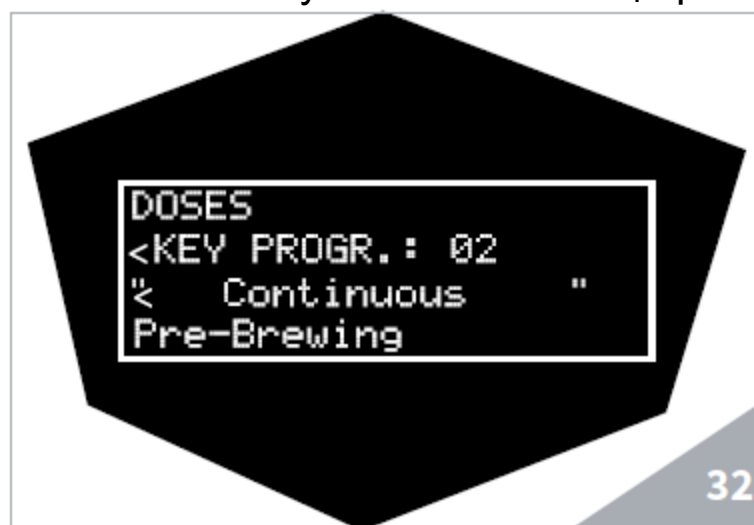 DOSES
<KEY PROGR.: 02
"< Continuous "
Pre-Brewing
32